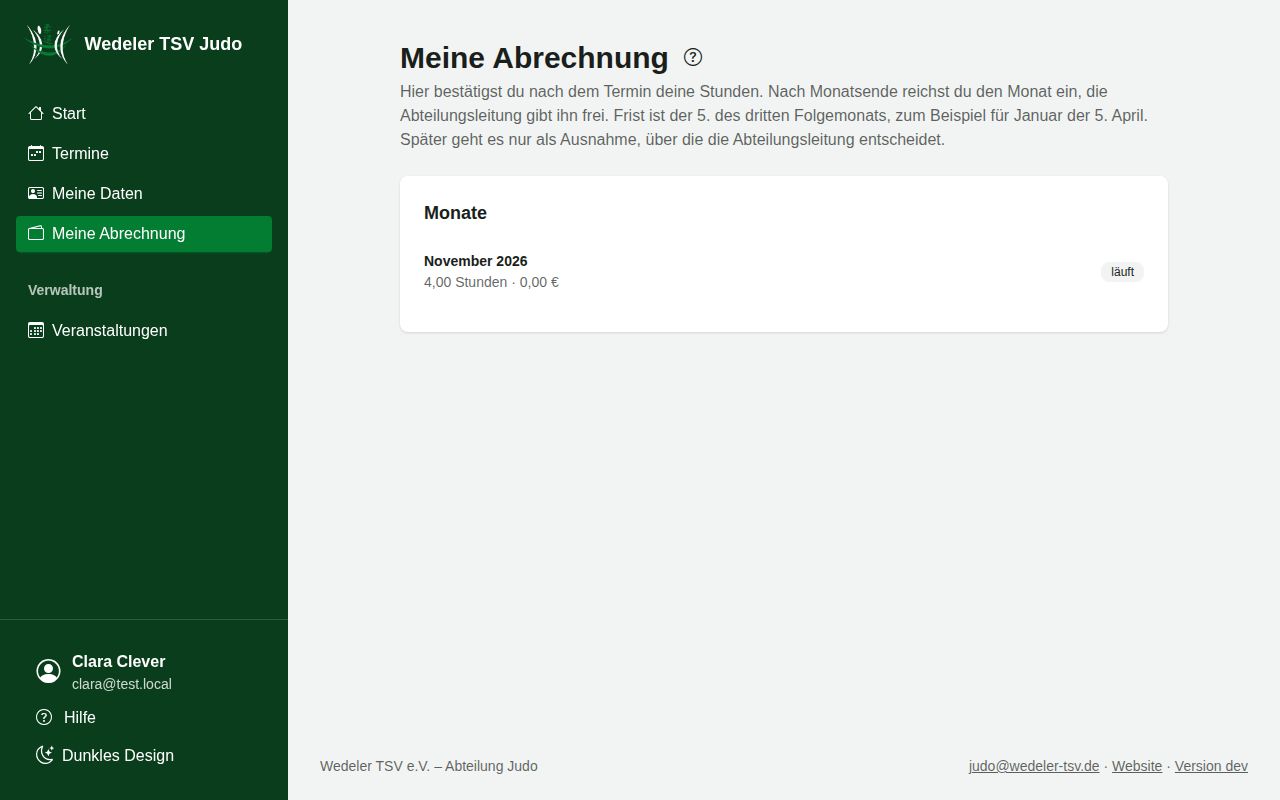 Wedeler TSV Judo
Start
Termine
Meine Daten
Meine Abrechnung
Verwaltung
Veranstaltungen
Clara Clever
clara@test.local
Hilfe
Dunkles Design
Meine Abrechnung
Hier bestätigst du nach dem Termin deine Stunden. Nach Monatsende reichst du den Monat ein, die
Abteilungsleitung gibt ihn frei. Frist ist der 5. des dritten Folgemonats, zum Beispiel für Januar der 5. April.
Später geht es nur als Ausnahme, über die die Abteilungsleitung entscheidet.
Monate
November 2026
4,00 Stunden · 0,00 €
läuft
Wedeler TSV e.V. – Abteilung Judo
judo@wedeler-tsv.de · Website · Version dev